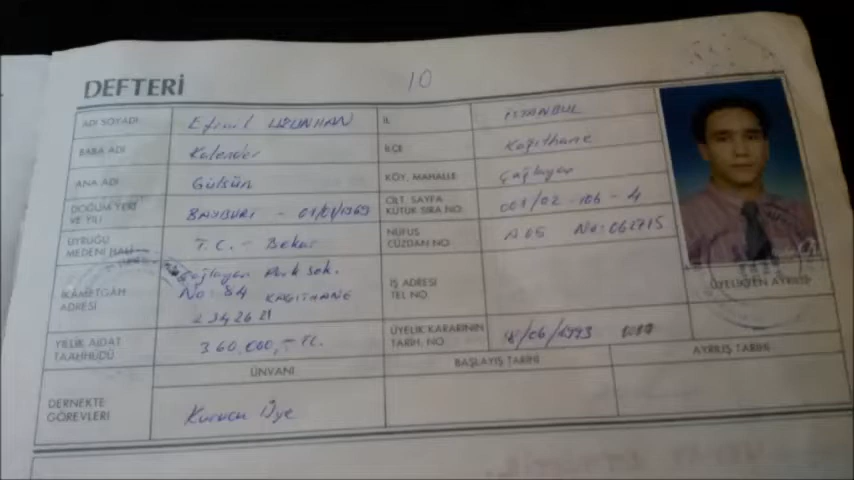 DEFTERİ
10
ADI SOYADI
UZUNHAN
İL
İSTANBUL
BABA ADI
Kalender
İLÇE
Kağıthane
ANA ADI
Gülsün
KÖY, MAHALLE
Çağlayan
DOĞUM YERİ VE YILI
BAYBURT - 01/01/1969
CİLT, SAYFA KÜTÜK SIRA NO.
001/02 - 106 - 4
UYRUĞU MEDENİ HALİ
T.C. - Bekar
NÜFUS CÜZDAN NO.
A05 No: 062715
İKAMETGAH ADRESİ
Çağlayan Park sok.
No: 84 KAĞITHANE
İŞ ADRESİ TEL NO.
ÜYELİKTEN AYRILIŞ
YILLIK AİDAT TAAHHÜDÜ
360,000,- TL.
ÜYELİK KARARININ TARİH, NO
18/06/1993
ÜNVANI
BAŞLAYIŞ TARİHİ
AYRILIŞ TARİHİ
DERNEKTE GÖREVLERİ
Kurucu Üye